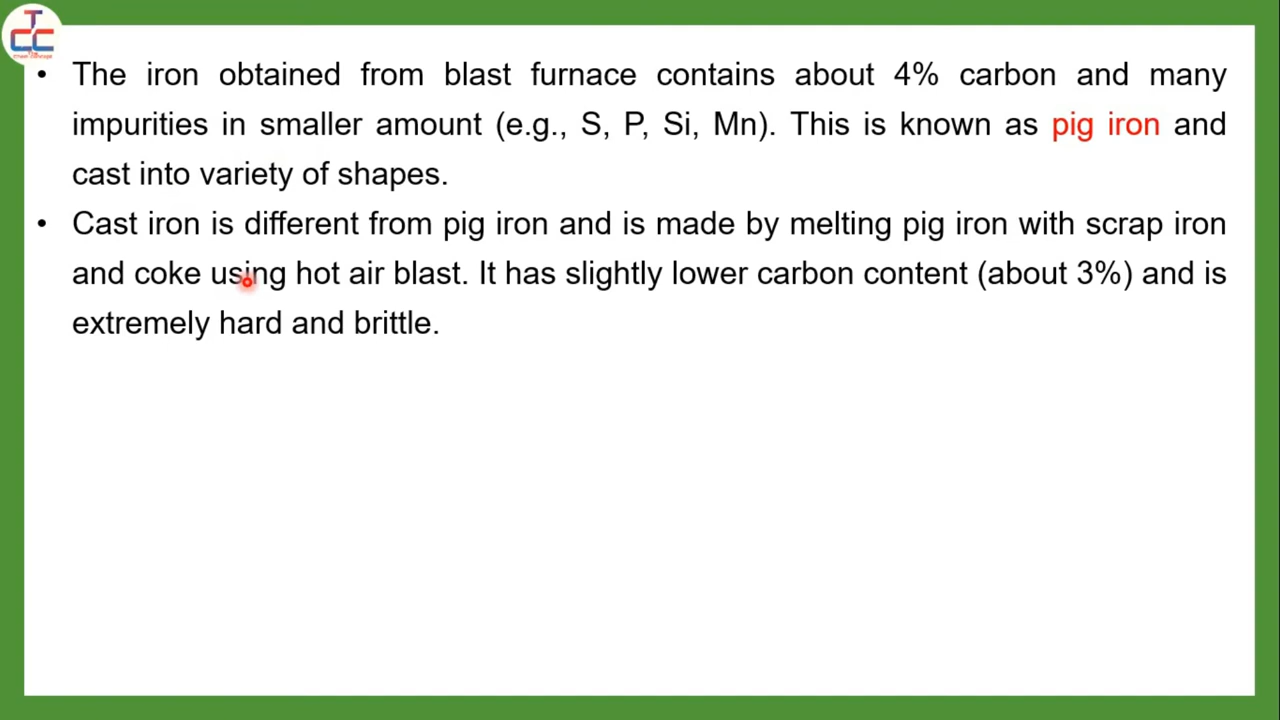 TCC
The
• The iron obtained from blast furnace contains about 4% carbon and many
impurities in smaller amount (e.g., S, P, Si, Mn). This is known as pig iron and
cast into variety of shapes.
• Cast iron is different from pig iron and is made by melting pig iron with scrap iron
and coke using hot air blast. It has slightly lower carbon content (about 3%) and is
extremely hard and brittle.